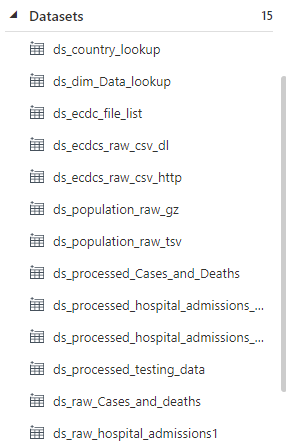 Datasets 15
ds_country_lookup
ds_dim_Data_lookup
ds_ecdc_file_list
ds_ecdcs_raw_csv_dl
ds_ecdcs_raw_csv_http
ds_population_raw_gz
ds_population_raw_tsv
ds_processed_Cases_and_Deaths
ds_processed_hospital_admissions_...
ds_processed_hospital_admissions_...
ds_processed_testing_data
ds_raw_Cases_and_deaths
ds_raw_hospital_admissions1